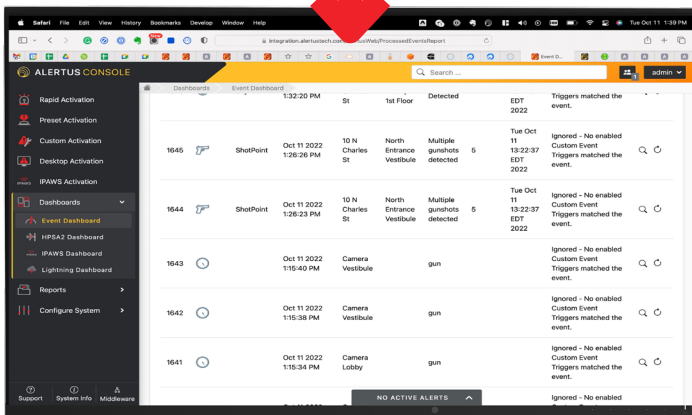 Safari File Edit View History Bookmarks Develop Window Help
Tue Oct 11 1:39 PM
integration.alertustech.com
Web/ProcessedEventsReport
Event D...
ALERTUS CONSOLE
Search ...
1
admin
Dashboards Event Dashboard
Rapid Activation
Preset Activation
Custom Activation
Desktop Activation
IPAWS Activation
Dashboards
Event Dashboard
HPSA2 Dashboard
IPAWS Dashboard
Lightning Dashboard
Reports
Configure System
Support System Info Middleware
1:32:20 PM
St
1st Floor
Detected
EDT
2022
Triggers matched the
event.
1645
ShotPoint
Oct 11 2022
1:26:26 PM
10 N
Charles
St
North
Entrance
Vestibule
Multiple
gunshots
detected
5
Tue Oct
11
13:22:37
EDT
2022
Ignored - No enabled
Custom Event
Triggers matched the
event.
1644
ShotPoint
Oct 11 2022
1:26:23 PM
10 N
Charles
St
North
Entrance
Vestibule
Multiple
gunshots
detected
5
Tue Oct
11
13:22:37
EDT
2022
Ignored - No enabled
Custom Event
Triggers matched the
event.
1643
Oct 11 2022
1:15:40 PM
Camera
Vestibule
gun
Ignored - No enabled
Custom Event
Triggers matched the
event.
1642
Oct 11 2022
1:15:38 PM
Camera
Vestibule
gun
Ignored - No enabled
Custom Event
Triggers matched the
event.
1641
Oct 11 2022
1:15:34 PM
Camera
Lobby
gun
Ignored - No enabled
Custom Event
Triggers matched the
event.
Ignored - No enabled
NO ACTIVE ALERTS